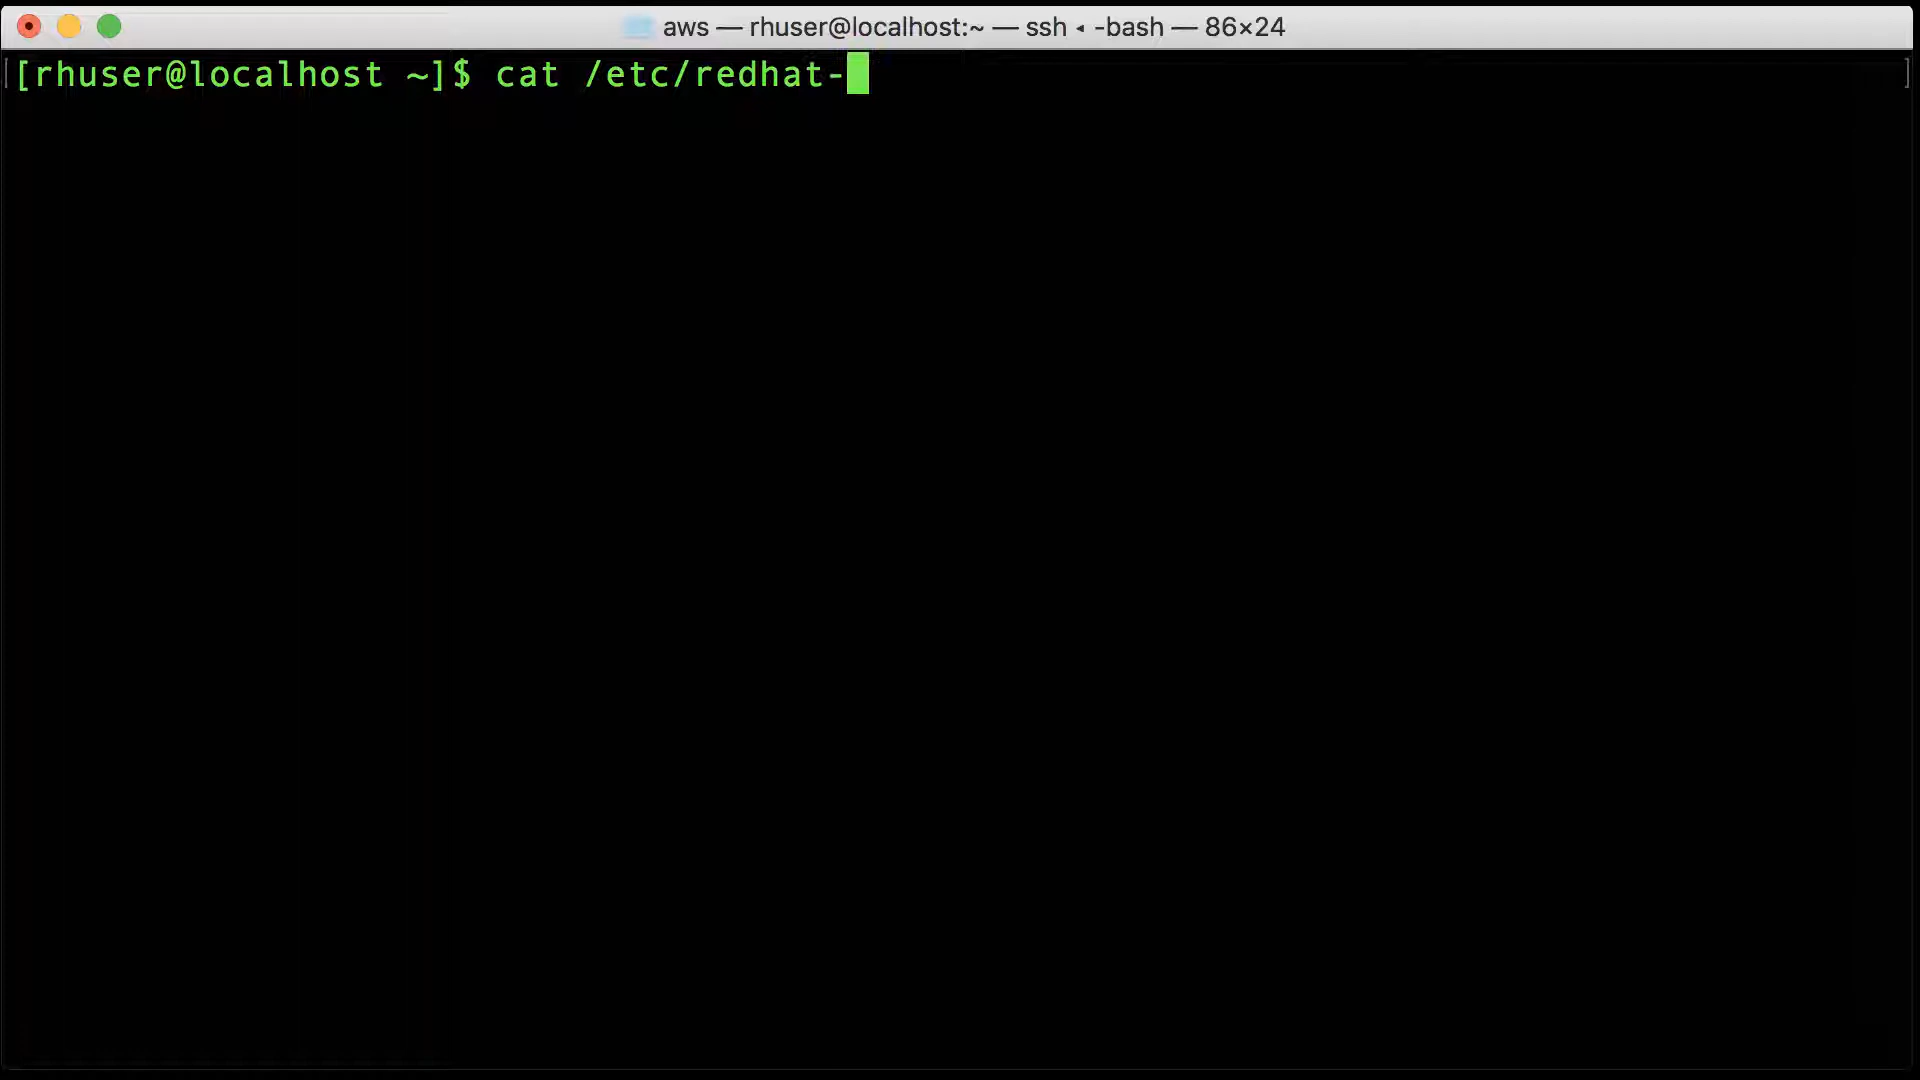 aws — rhuser@localhost:~ — ssh ◂ -bash — 86×24
[rhuser@localhost ~]$ cat /etc/redhat-